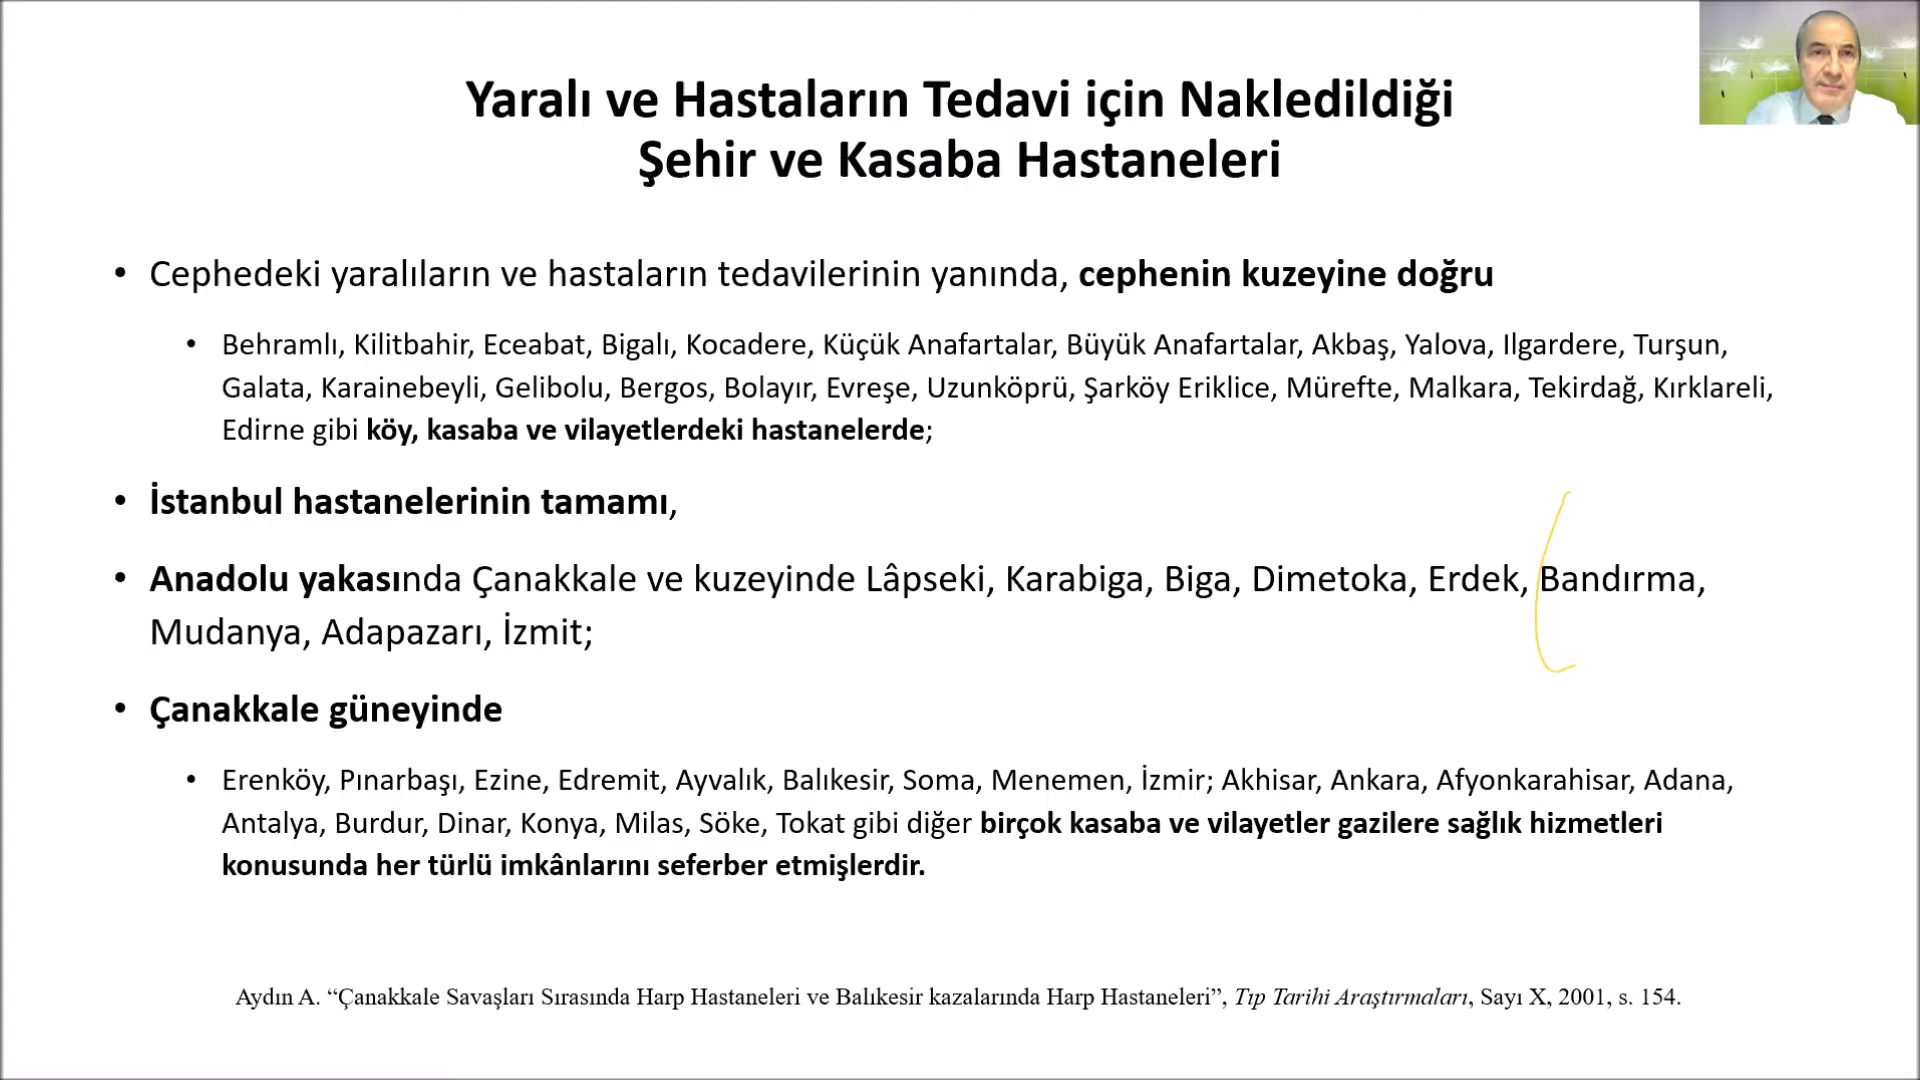 Yaralı ve Hastaların Tedavi için Nakledildiği
Şehir ve Kasaba Hastaneleri
• Cephedeki yaralıların ve hastaların tedavilerinin yanında, cephenin kuzeyine doğru
• Behramlı, Kilitbahir, Eceabat, Bigalı, Kocadere, Küçük Anafartalar, Büyük Anafartalar, Akbaş, Yalova, Ilgardere, Turşun,
Galata, Karainebeyli, Gelibolu, Bergos, Bolayır, Evreşe, Uzunköprü, Şarköy Eriklice, Mürefte, Malkara, Tekirdağ, Kırklareli,
Edirne gibi köy, kasaba ve vilayetlerdeki hastanelerde;
• İstanbul hastanelerinin tamamı,
• Anadolu yakasında Çanakkale ve kuzeyinde Lâpseki, Karabiga, Biga, Dimetoka, Erdek, Bandırma,
Mudanya, Adapazarı, İzmit;
• Çanakkale güneyinde
• Erenköy, Pınarbaşı, Ezine, Edremit, Ayvalık, Balıkesir, Soma, Menemen, İzmir; Akhisar, Ankara, Afyonkarahisar, Adana,
Antalya, Burdur, Dinar, Konya, Milas, Söke, Tokat gibi diğer birçok kasaba ve vilayetler gazilere sağlık hizmetleri
konusunda her türlü imkânlarını seferber etmişlerdir.
Aydın A. “Çanakkale Savaşları Sırasında Harp Hastaneleri ve Balıkesir kazalarında Harp Hastaneleri”, Tıp Tarihi Araştırmaları, Sayı X, 2001, s. 154.